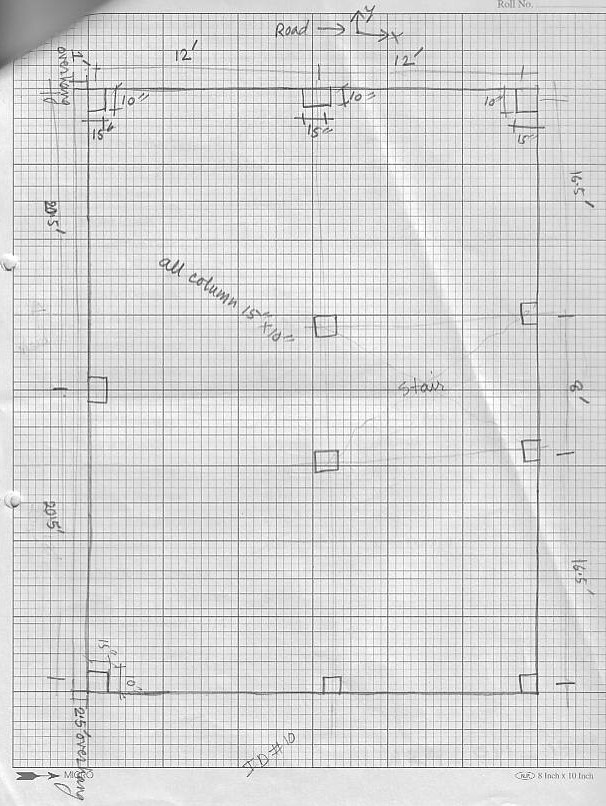 Roll No.
Road → Y
X
12'
12'
1' overhang
10"
15"
10"
15"
10"
15"
16.5'
20.5'
all column 15" x 10"
stair
8'
20.5'
16.5'
15"
10"
2.5' overhang
ID#10
MICRO
8 Inch x 10 Inch